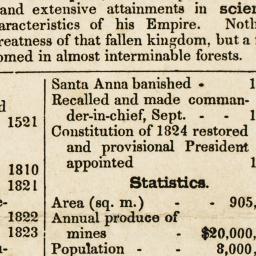 and extensive attainments in scien
aracteristics of his Empire. Noth
reatness of that fallen kingdom, but a
omed in almost interminable forests.
d
1521
1810
1821
e-
1822
1823
u-
Santa Anna banished - 1
Recalled and made comman-
der-in-chief, Sept. - - 1
Constitution of 1824 restored
and provisional President
appointed 1
Statistics.
Area (sq. m.) - - 905,
Annual produce of
mines - $20,000,
Population - - 8,000,